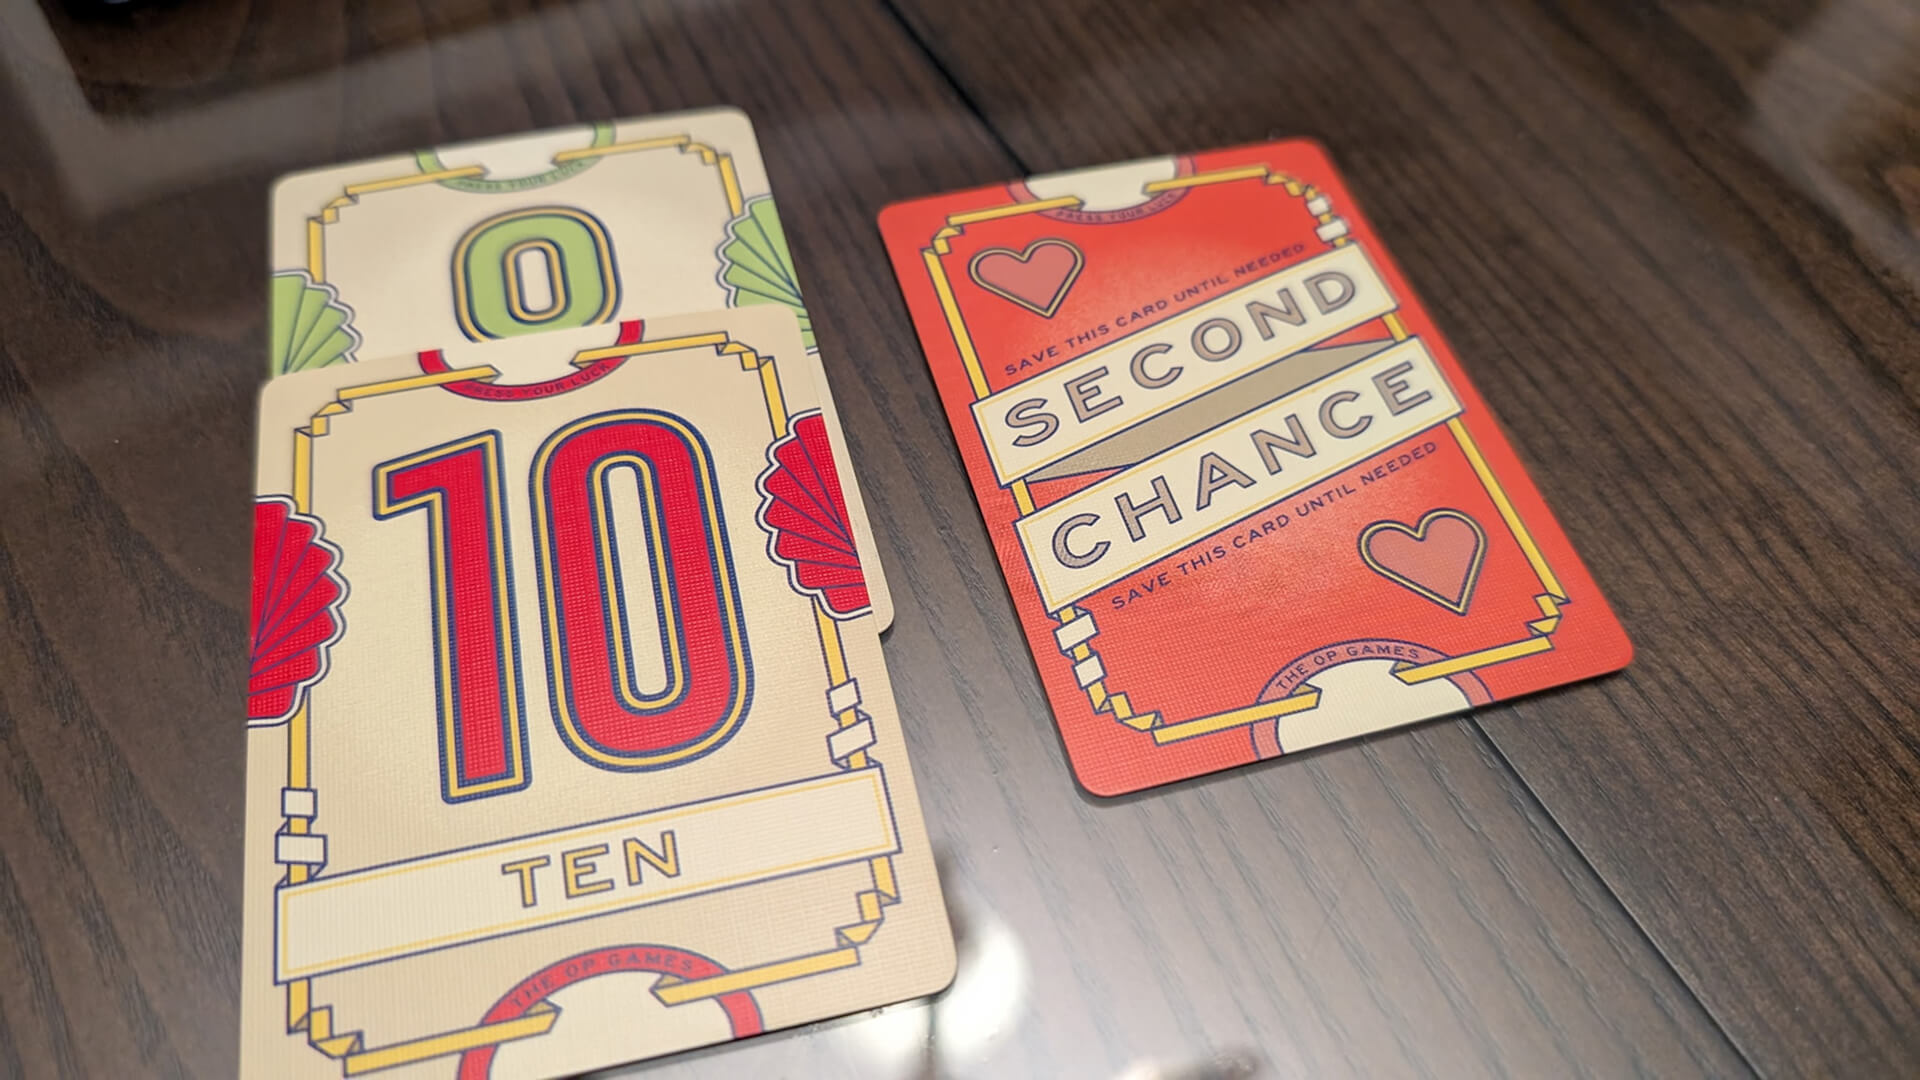 PRESS YOUR LUCK
0
PRESS YOUR LUCK
10
TEN
THE OP GAMES
PRESS YOUR LUCK
SAVE THIS CARD UNTIL NEEDED
SECOND
CHANCE
SAVE THIS CARD UNTIL NEEDED
THE OP GAMES